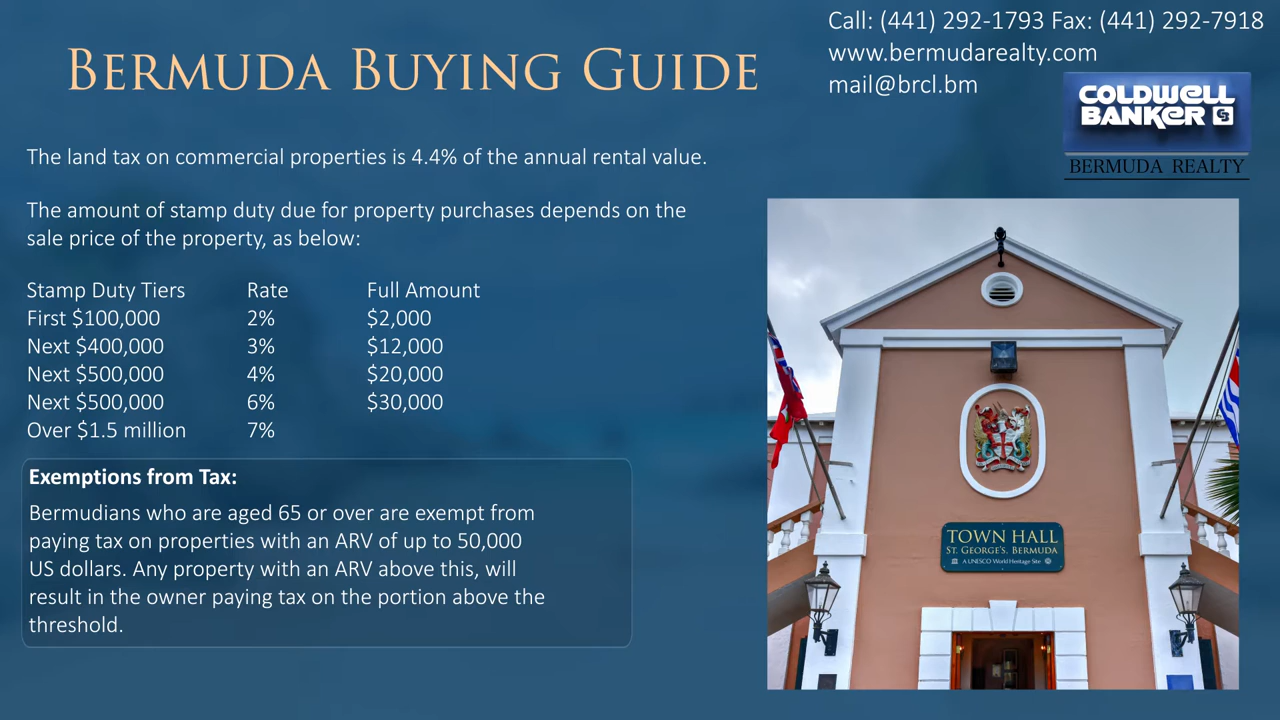 BERMUDA BUYING GUIDE
Call: (441) 292-1793 Fax: (441) 292-7918
www.bermudarealty.com
mail@brcl.bm
COLDWELL
BANKER CB
BERMUDA REALTY
The land tax on commercial properties is 4.4% of the annual rental value.
The amount of stamp duty due for property purchases depends on the
sale price of the property, as below:
Stamp Duty Tiers Rate Full Amount
First $100,000 2% $2,000
Next $400,000 3% $12,000
Next $500,000 4% $20,000
Next $500,000 6% $30,000
Over $1.5 million 7%
Exemptions from Tax:
Bermudians who are aged 65 or over are exempt from
paying tax on properties with an ARV of up to 50,000
US dollars. Any property with an ARV above this, will
result in the owner paying tax on the portion above the
threshold.
TOWN HALL
ST. GEORGE'S, BERMUDA
A UNESCO World Heritage Site